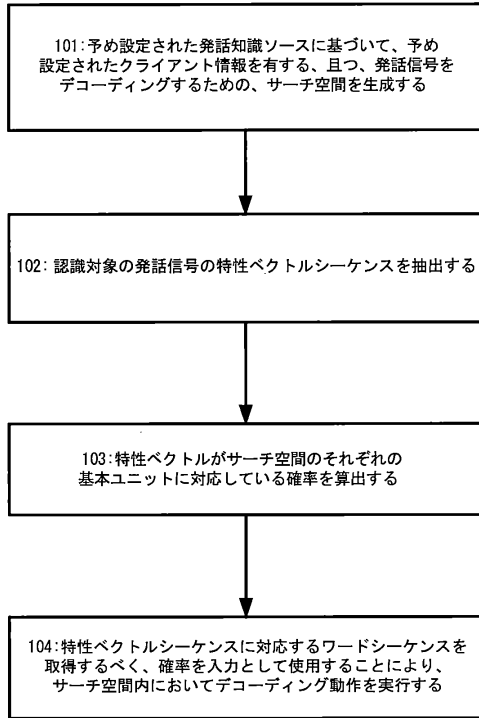 101:予め設定された発話知識ソースに基づいて、予め
設定されたクライアント情報を有する、且つ、発話信号を
デコーディングするための、サーチ空間を生成する
102: 認識対象の発話信号の特性ベクトルシーケンスを抽出する
103:特性ベクトルがサーチ空間のそれぞれの
基本ユニットに対応している確率を算出する
104:特性ベクトルシーケンスに対応するワードシーケンスを
取得するべく、確率を入力として使用することにより、
サーチ空間内においてデコーディング動作を実行する